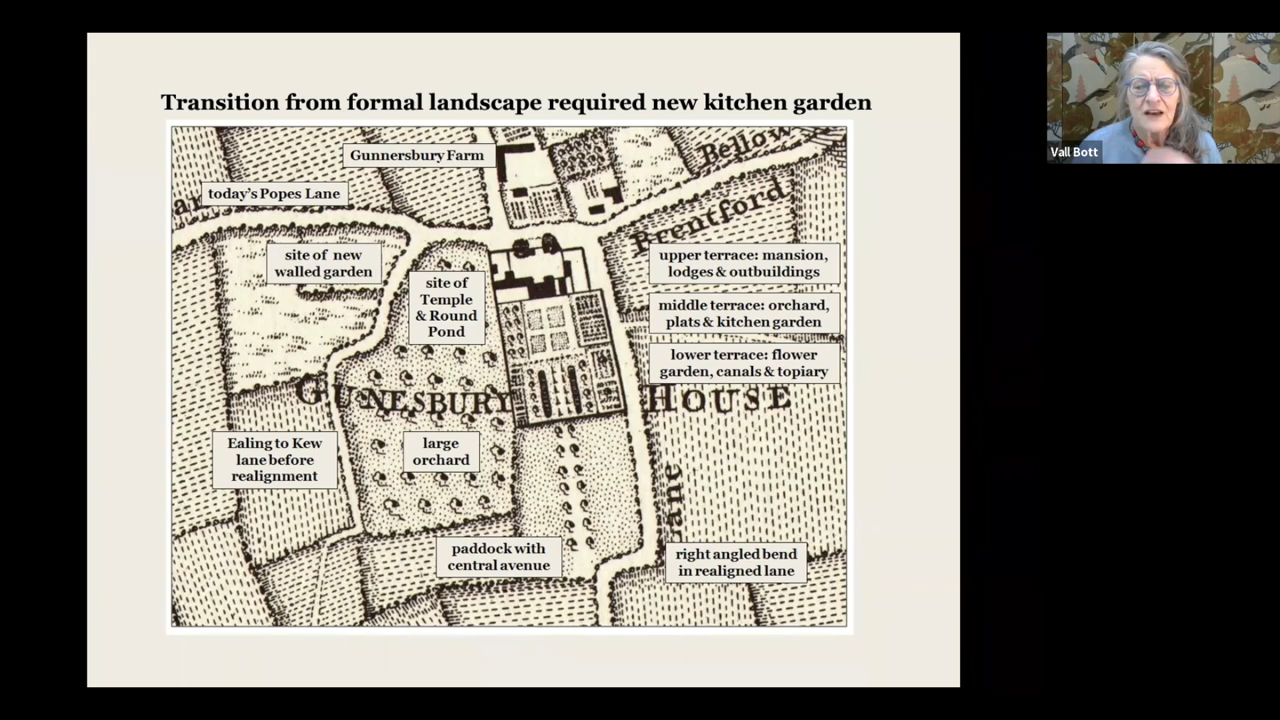 Transition from formal landscape required new kitchen garden
Gunnersbury Farm
Bellow
today's Popes Lane
Brentford
site of new
walled garden
site of
Temple
& Round
Pond
upper terrace: mansion,
lodges & outbuildings
middle terrace: orchard,
plats & kitchen garden
lower terrace: flower
garden, canals & topiary
GUNESBURY HOUSE
Ealing to Kew
lane before
realignment
large
orchard
Lane
paddock with
central avenue
right angled bend
in realigned lane
Vall Bott